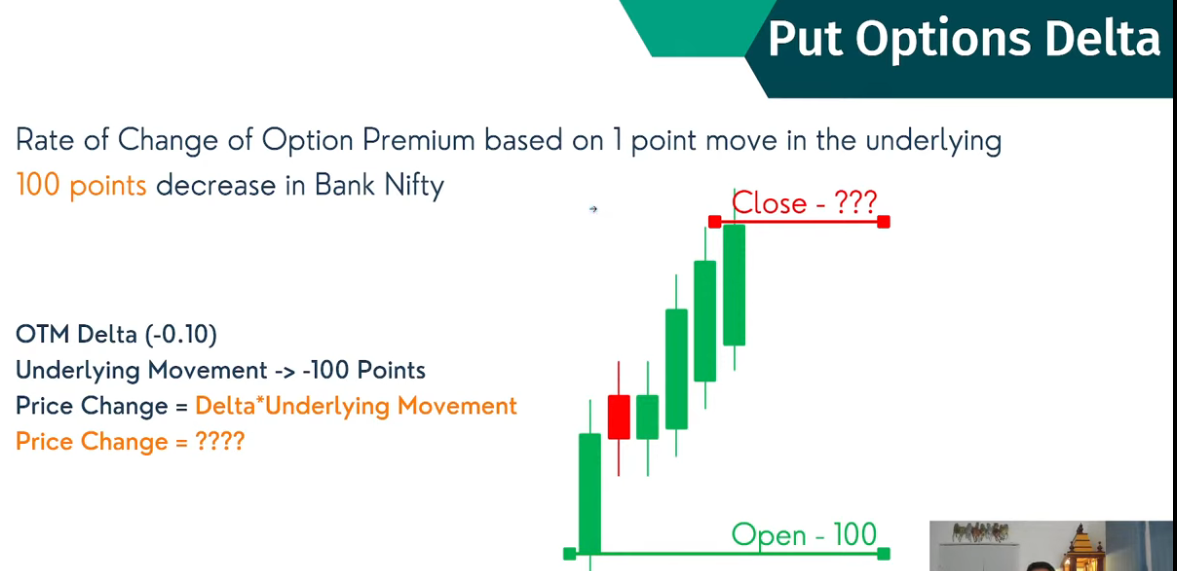 Put Options Delta
Rate of Change of Option Premium based on 1 point move in the underlying
100 points decrease in Bank Nifty
Close - ???
OTM Delta (-0.10)
Underlying Movement -> -100 Points
Price Change = Delta*Underlying Movement
Price Change = ????
Open - 100